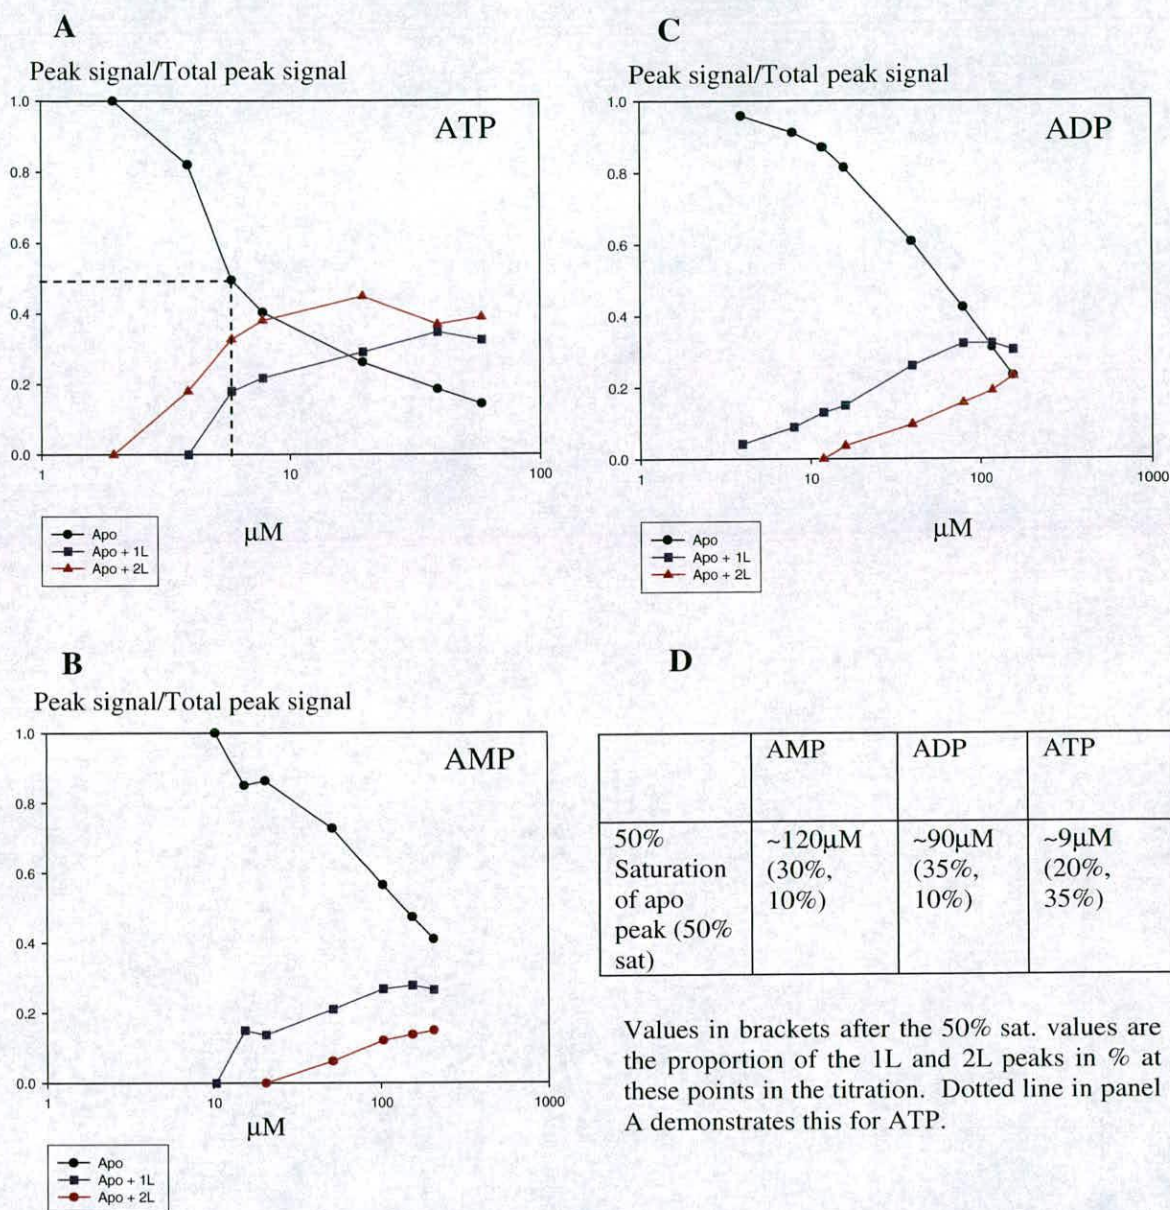 A
Peak signal/Total peak signal
ATP
1.0
0.8
0.6
0.4
0.2
0.0
1 10 100
μM
Apo
Apo + 1L
Apo + 2L
C
Peak signal/Total peak signal
ADP
1.0
0.8
0.6
0.4
0.2
0.0
1 10 100 1000
μM
Apo
Apo + 1L
Apo + 2L
B
Peak signal/Total peak signal
AMP
1.0
0.8
0.6
0.4
0.2
0.0
1 10 100 1000
μM
Apo
Apo + 1L
Apo + 2L
D
AMP ADP ATP
50% ~120μM ~90μM ~9μM
Saturation (30%, (35%, (20%,
of apo 10%) 10%) 35%)
peak (50%
sat)
Values in brackets after the 50% sat. values are
the proportion of the 1L and 2L peaks in % at
these points in the titration. Dotted line in panel
A demonstrates this for ATP.